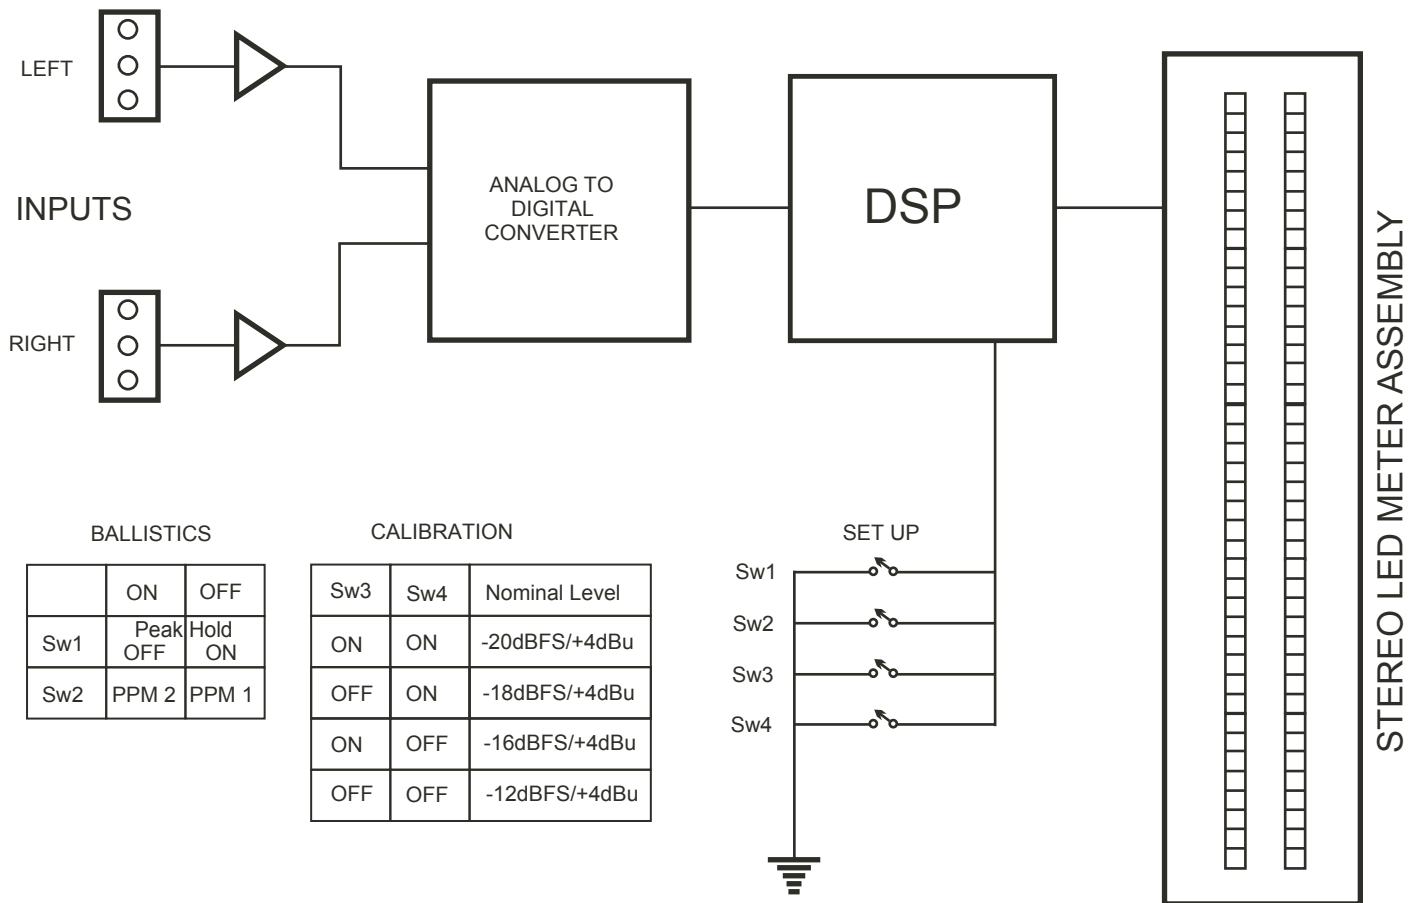 LEFT
INPUTS
RIGHT
ANALOG TO
DIGITAL
CONVERTER
DSP
STEREO LED METER ASSEMBLY
BALLISTICS
ON OFF
Sw1 Peak Hold
OFF ON
Sw2 PPM 2 PPM 1
CALIBRATION
Sw3 Sw4 Nominal Level
ON ON -20dBFS/+4dBu
OFF ON -18dBFS/+4dBu
ON OFF -16dBFS/+4dBu
OFF OFF -12dBFS/+4dBu
SET UP
Sw1
Sw2
Sw3
Sw4